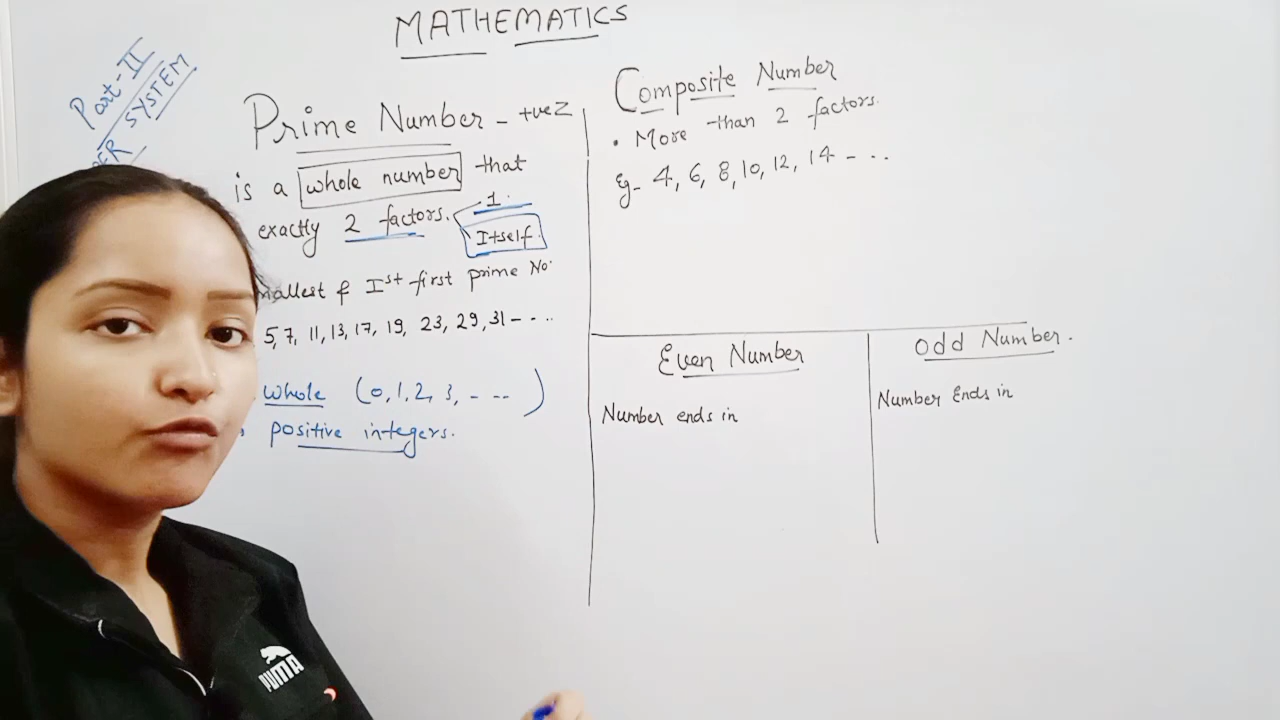 MATHEMATICS
Part-II
SYSTEM
Prime Number - +ve Z
is a whole number that
exactly 2 factors.
1.
Itself
mallest & Ist first prime No.
5, 7, 11, 13, 17, 19, 23, 29, 31 - ...
whole (0, 1, 2, 3, - -- )
positive integers.
Composite Number
• More than 2 factors.
Eg- 4, 6, 8, 10, 12, 14 - ...
Even Number
Number ends in
Odd Number.
Number Ends in
PUMA